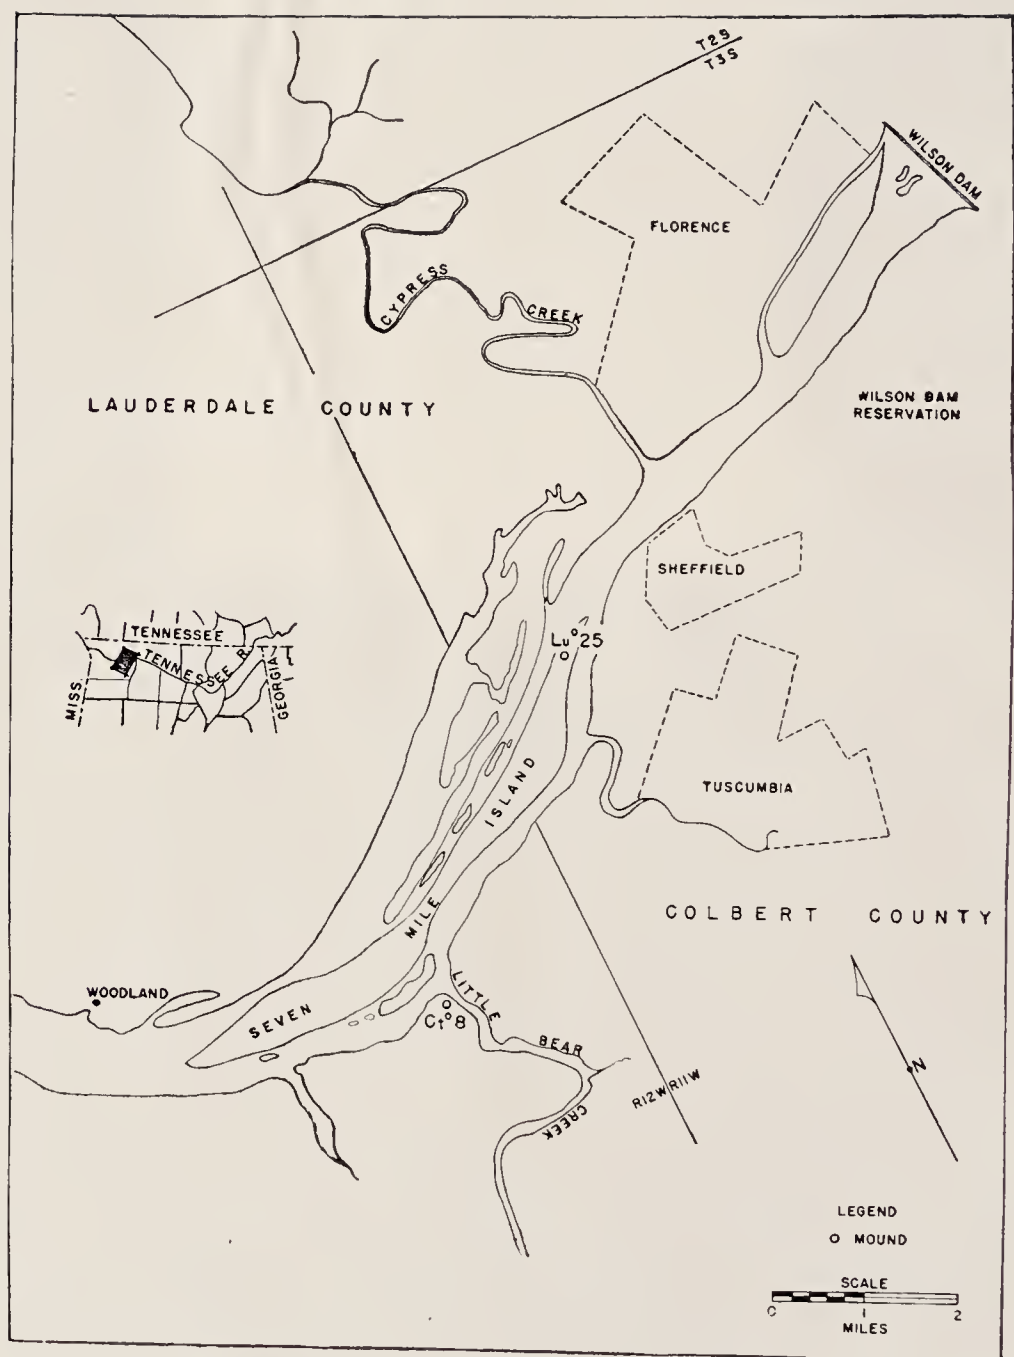 T2S
T3S
WILSON DAM
FLORENCE
CYPRESS CREEK
LAUDERDALE COUNTY
WILSON BAM
RESERVATION
SHEFFIELD
Lu°25
TENNESSEE
TENNESSEE R.
MISS.
GEORGIA
TUSCUMBIA
SEVEN MILE ISLAND
COLBERT COUNTY
WOODLAND
Ct°8
LITTLE BEAR CREEK
R12W R11W
N
LEGEND
O MOUND
SCALE
0 1 2
MILES